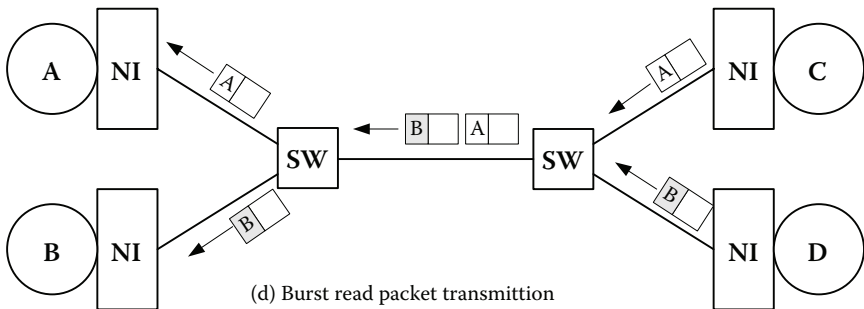 A NI
A
A
NI C
B A
SW
SW
B
B
B NI
NI D
(d) Burst read packet transmittion